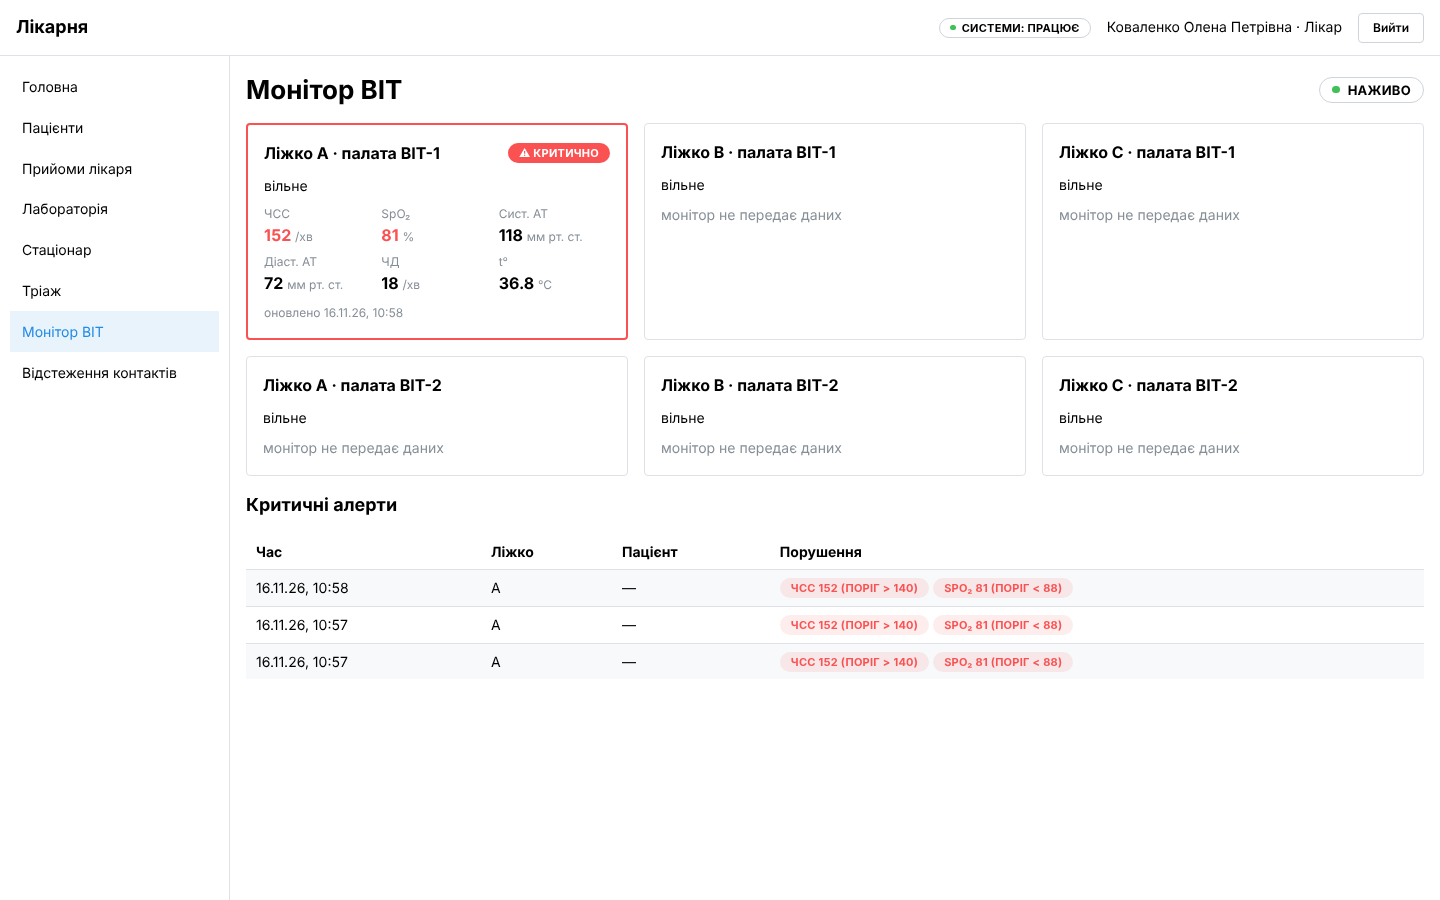 Лікарня
СИСТЕМИ: ПРАЦЮЄ
Коваленко Олена Петрівна · Лікар
Вийти
Головна
Пацієнти
Прийоми лікаря
Лабораторія
Стаціонар
Тріаж
Монітор ВІТ
Відстеження контактів
Монітор ВІТ
НАЖИВО
Ліжко A · палата ВІТ-1
⚠ КРИТИЧНО
вільне
ЧСС SpO₂ Сист. АТ
152 /хв 81 % 118 мм рт. ст.
Діаст. АТ ЧД t°
72 мм рт. ст. 18 /хв 36.8 °C
оновлено 16.11.26, 10:58
Ліжко B · палата ВІТ-1
вільне
монітор не передає даних
Ліжко C · палата ВІТ-1
вільне
монітор не передає даних
Ліжко A · палата ВІТ-2
вільне
монітор не передає даних
Ліжко B · палата ВІТ-2
вільне
монітор не передає даних
Ліжко C · палата ВІТ-2
вільне
монітор не передає даних
Критичні алерти
Час Ліжко Пацієнт Порушення
16.11.26, 10:58 A — ЧСС 152 (ПОРІГ > 140) SPO₂ 81 (ПОРІГ < 88)
16.11.26, 10:57 A — ЧСС 152 (ПОРІГ > 140) SPO₂ 81 (ПОРІГ < 88)
16.11.26, 10:57 A — ЧСС 152 (ПОРІГ > 140) SPO₂ 81 (ПОРІГ < 88)